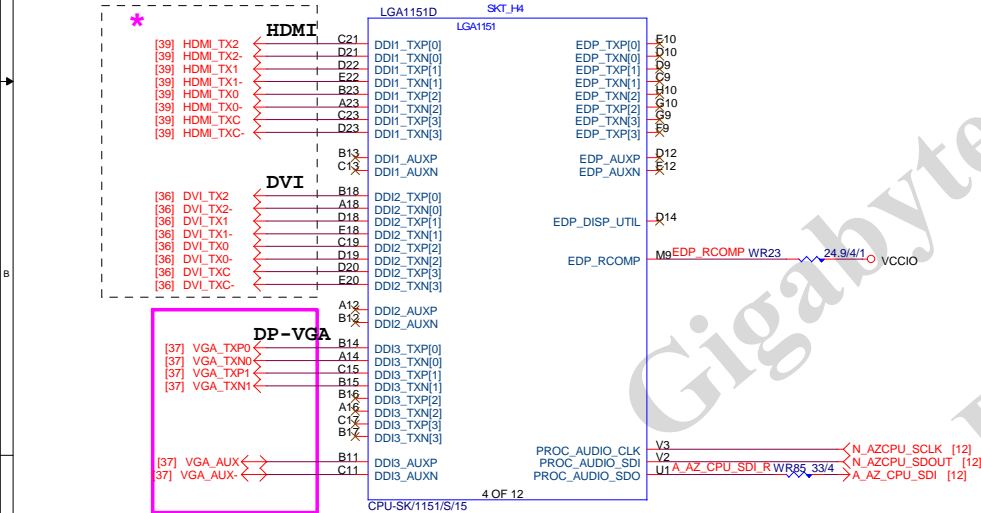 LGA1151D SKT_H4
*
HDMI LGA1151
[39] HDMI_TX2 C21 DDI1_TXP[0] EDP_TXP[0] E10
[39] HDMI_TX2- D21 DDI1_TXN[0] EDP_TXN[0] D10
[39] HDMI_TX1 D22 DDI1_TXP[1] EDP_TXP[1] D9
[39] HDMI_TX1- E22 DDI1_TXN[1] EDP_TXN[1] C9
[39] HDMI_TX0 B23 DDI1_TXP[2] EDP_TXN[2] H10
[39] HDMI_TX0- A23 DDI1_TXN[2] EDP_TXP[2] G10
[39] HDMI_TXC C23 DDI1_TXP[3] EDP_TXN[3] G9
[39] HDMI_TXC- D23 DDI1_TXN[3] EDP_TXP[3] F9
B13 DDI1_AUXP EDP_AUXP D12
C13 DDI1_AUXN EDP_AUXN E12
DVI
[36] DVI_TX2 B18 DDI2_TXP[0]
[36] DVI_TX2- A18 DDI2_TXN[0]
[36] DVI_TX1 D18 DDI2_TXP[1] EDP_DISP_UTIL D14
[36] DVI_TX1- E18 DDI2_TXN[1]
[36] DVI_TX0 C19 DDI2_TXP[2]
[36] DVI_TX0- D19 DDI2_TXN[2] EDP_RCOMP M9 EDP_RCOMP WR23 24.9/4/1 VCCIO
[36] DVI_TXC D20 DDI2_TXP[3]
[36] DVI_TXC- E20 DDI2_TXN[3]
B
A12 DDI2_AUXP
B12 DDI2_AUXN
DP-VGA
[37] VGA_TXP0 B14 DDI3_TXP[0]
[37] VGA_TXN0 A14 DDI3_TXN[0]
[37] VGA_TXP1 C15 DDI3_TXP[1]
[37] VGA_TXN1 B15 DDI3_TXN[1]
B16 DDI3_TXP[2]
A16 DDI3_TXN[2]
C17 DDI3_TXP[3]
B17 DDI3_TXN[3]
PROC_AUDIO_CLK V3 N_AZCPU_SCLK [12]
[37] VGA_AUX B11 DDI3_AUXP PROC_AUDIO_SDI V2 N_AZCPU_SDOUT [12]
[37] VGA_AUX- C11 DDI3_AUXN PROC_AUDIO_SDO U1 A_AZ_CPU_SDI_R WR85 33/4 A_AZ_CPU_SDI [12]
4 OF 12
CPU-SK/1151/S/15
Gigabyte